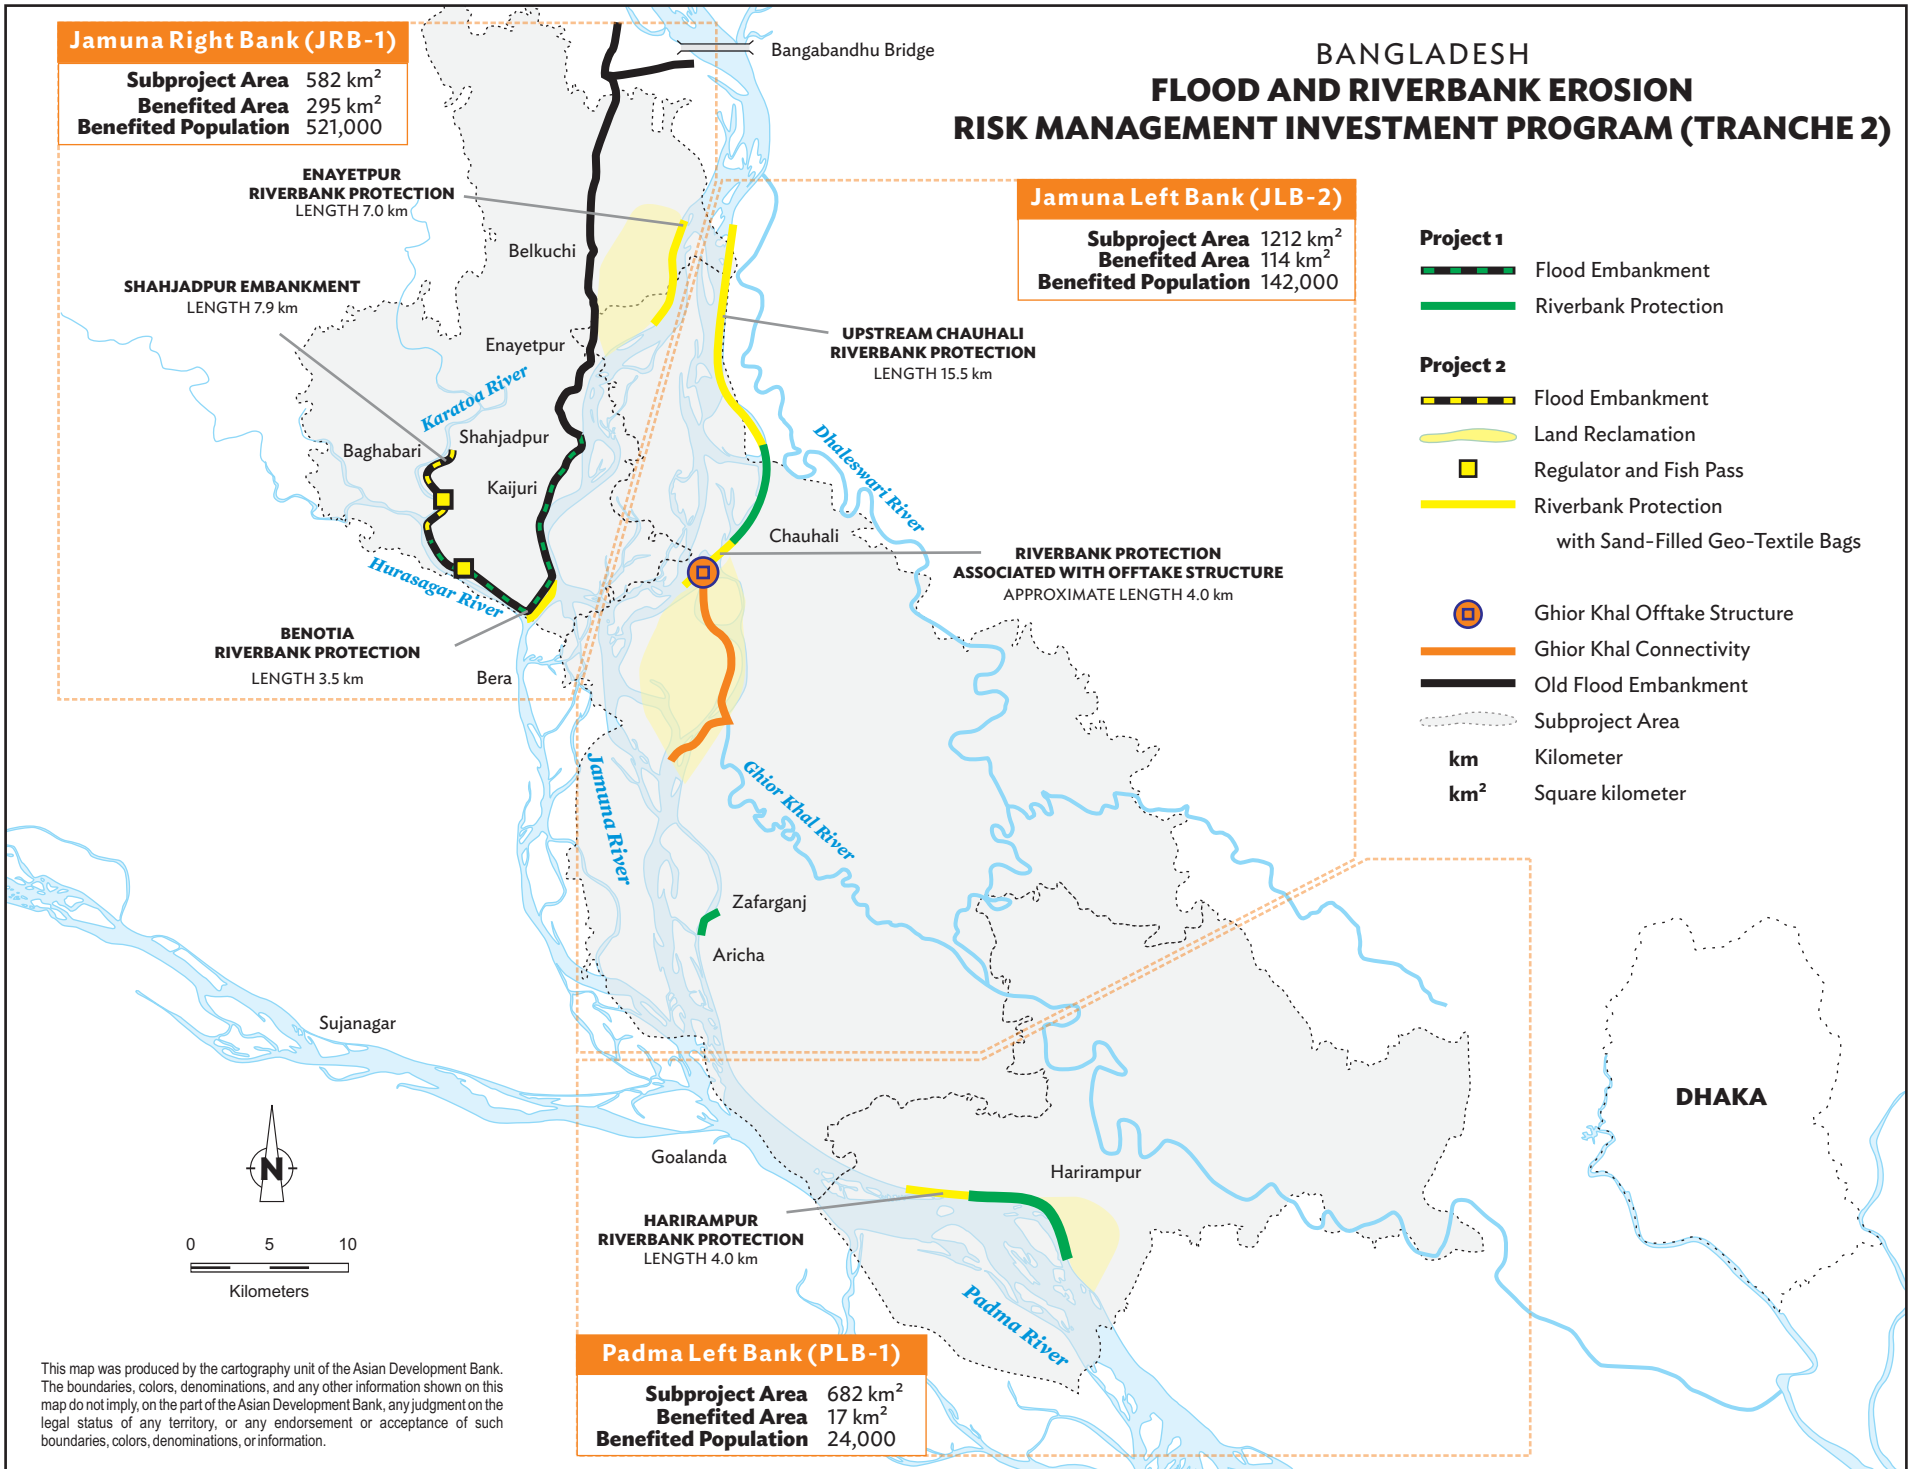 BANGLADESH
FLOOD AND RIVERBANK EROSION
RISK MANAGEMENT INVESTMENT PROGRAM (TRANCHE 2)
Jamuna Right Bank (JRB-1)
Subproject Area 582 km²
Benefited Area 295 km²
Benefited Population 521,000
Bangabandhu Bridge
ENAYETPUR
RIVERBANK PROTECTION
LENGTH 7.0 km
Belkuchi
SHAHJADPUR EMBANKMENT
LENGTH 7.9 km
Enayetpur
Karatoa River
Shahjadpur
Baghabari
Kaijuri
Hurasagar River
BENOTIA
RIVERBANK PROTECTION
LENGTH 3.5 km
Bera
Jamuna Left Bank (JLB-2)
Subproject Area 1212 km²
Benefited Area 114 km²
Benefited Population 142,000
UPSTREAM CHAUHALI
RIVERBANK PROTECTION
LENGTH 15.5 km
Dhaleswari River
Chauhali
RIVERBANK PROTECTION
ASSOCIATED WITH OFFTAKE STRUCTURE
APPROXIMATE LENGTH 4.0 km
Jamuna River
Ghior Khal River
Zafarganj
Aricha
Project 1
Flood Embankment
Riverbank Protection
Project 2
Flood Embankment
Land Reclamation
Regulator and Fish Pass
Riverbank Protection
with Sand-Filled Geo-Textile Bags
Ghior Khal Offtake Structure
Ghior Khal Connectivity
Old Flood Embankment
Subproject Area
km Kilometer
km² Square kilometer
Sujanagar
DHAKA
Goalanda
Harirampur
HARIRAMPUR
RIVERBANK PROTECTION
LENGTH 4.0 km
Padma River
N
0 5 10
Kilometers
Padma Left Bank (PLB-1)
Subproject Area 682 km²
Benefited Area 17 km²
Benefited Population 24,000
This map was produced by the cartography unit of the Asian Development Bank.
The boundaries, colors, denominations, and any other information shown on this
map do not imply, on the part of the Asian Development Bank, any judgment on the
legal status of any territory, or any endorsement or acceptance of such
boundaries, colors, denominations, or information.